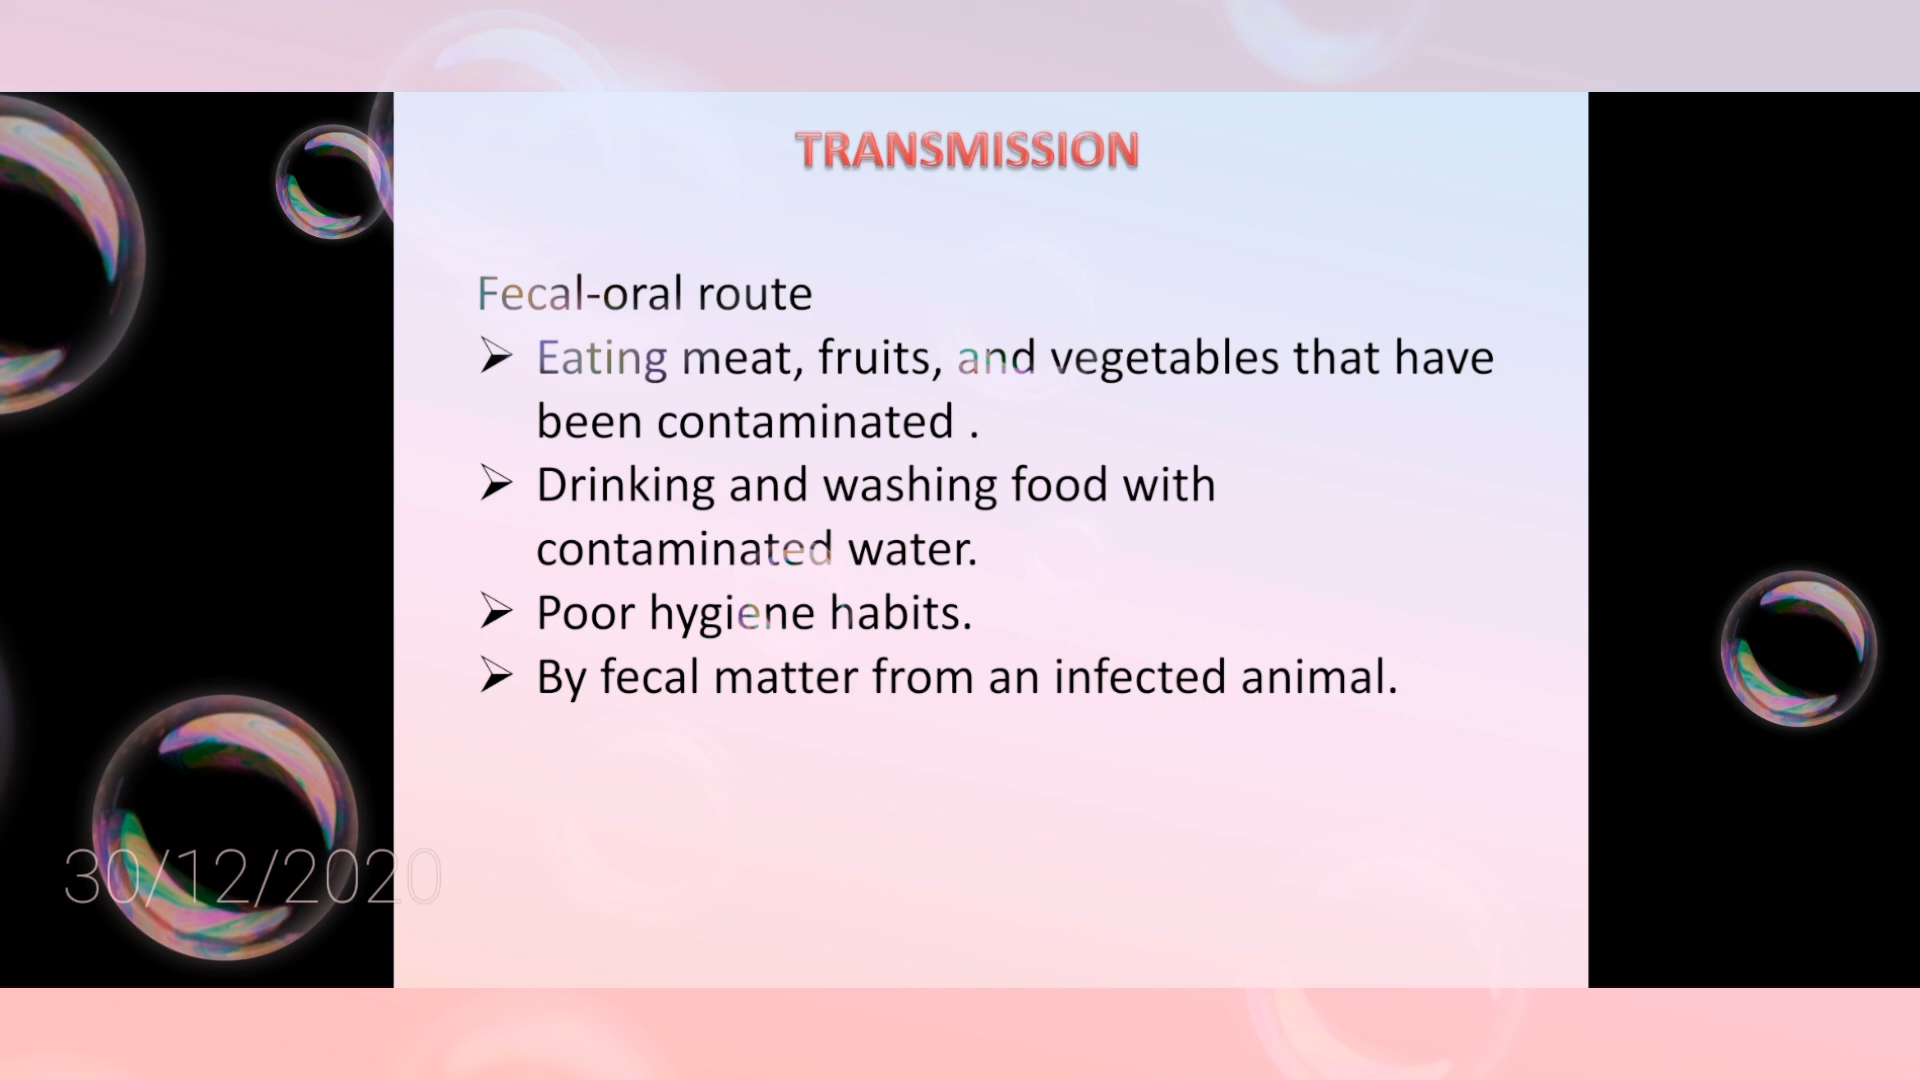 TRANSMISSION
Fecal-oral route
➢ Eating meat, fruits, and vegetables that have
been contaminated .
➢ Drinking and washing food with
contaminated water.
➢ Poor hygiene habits.
➢ By fecal matter from an infected animal.
30/12/2020